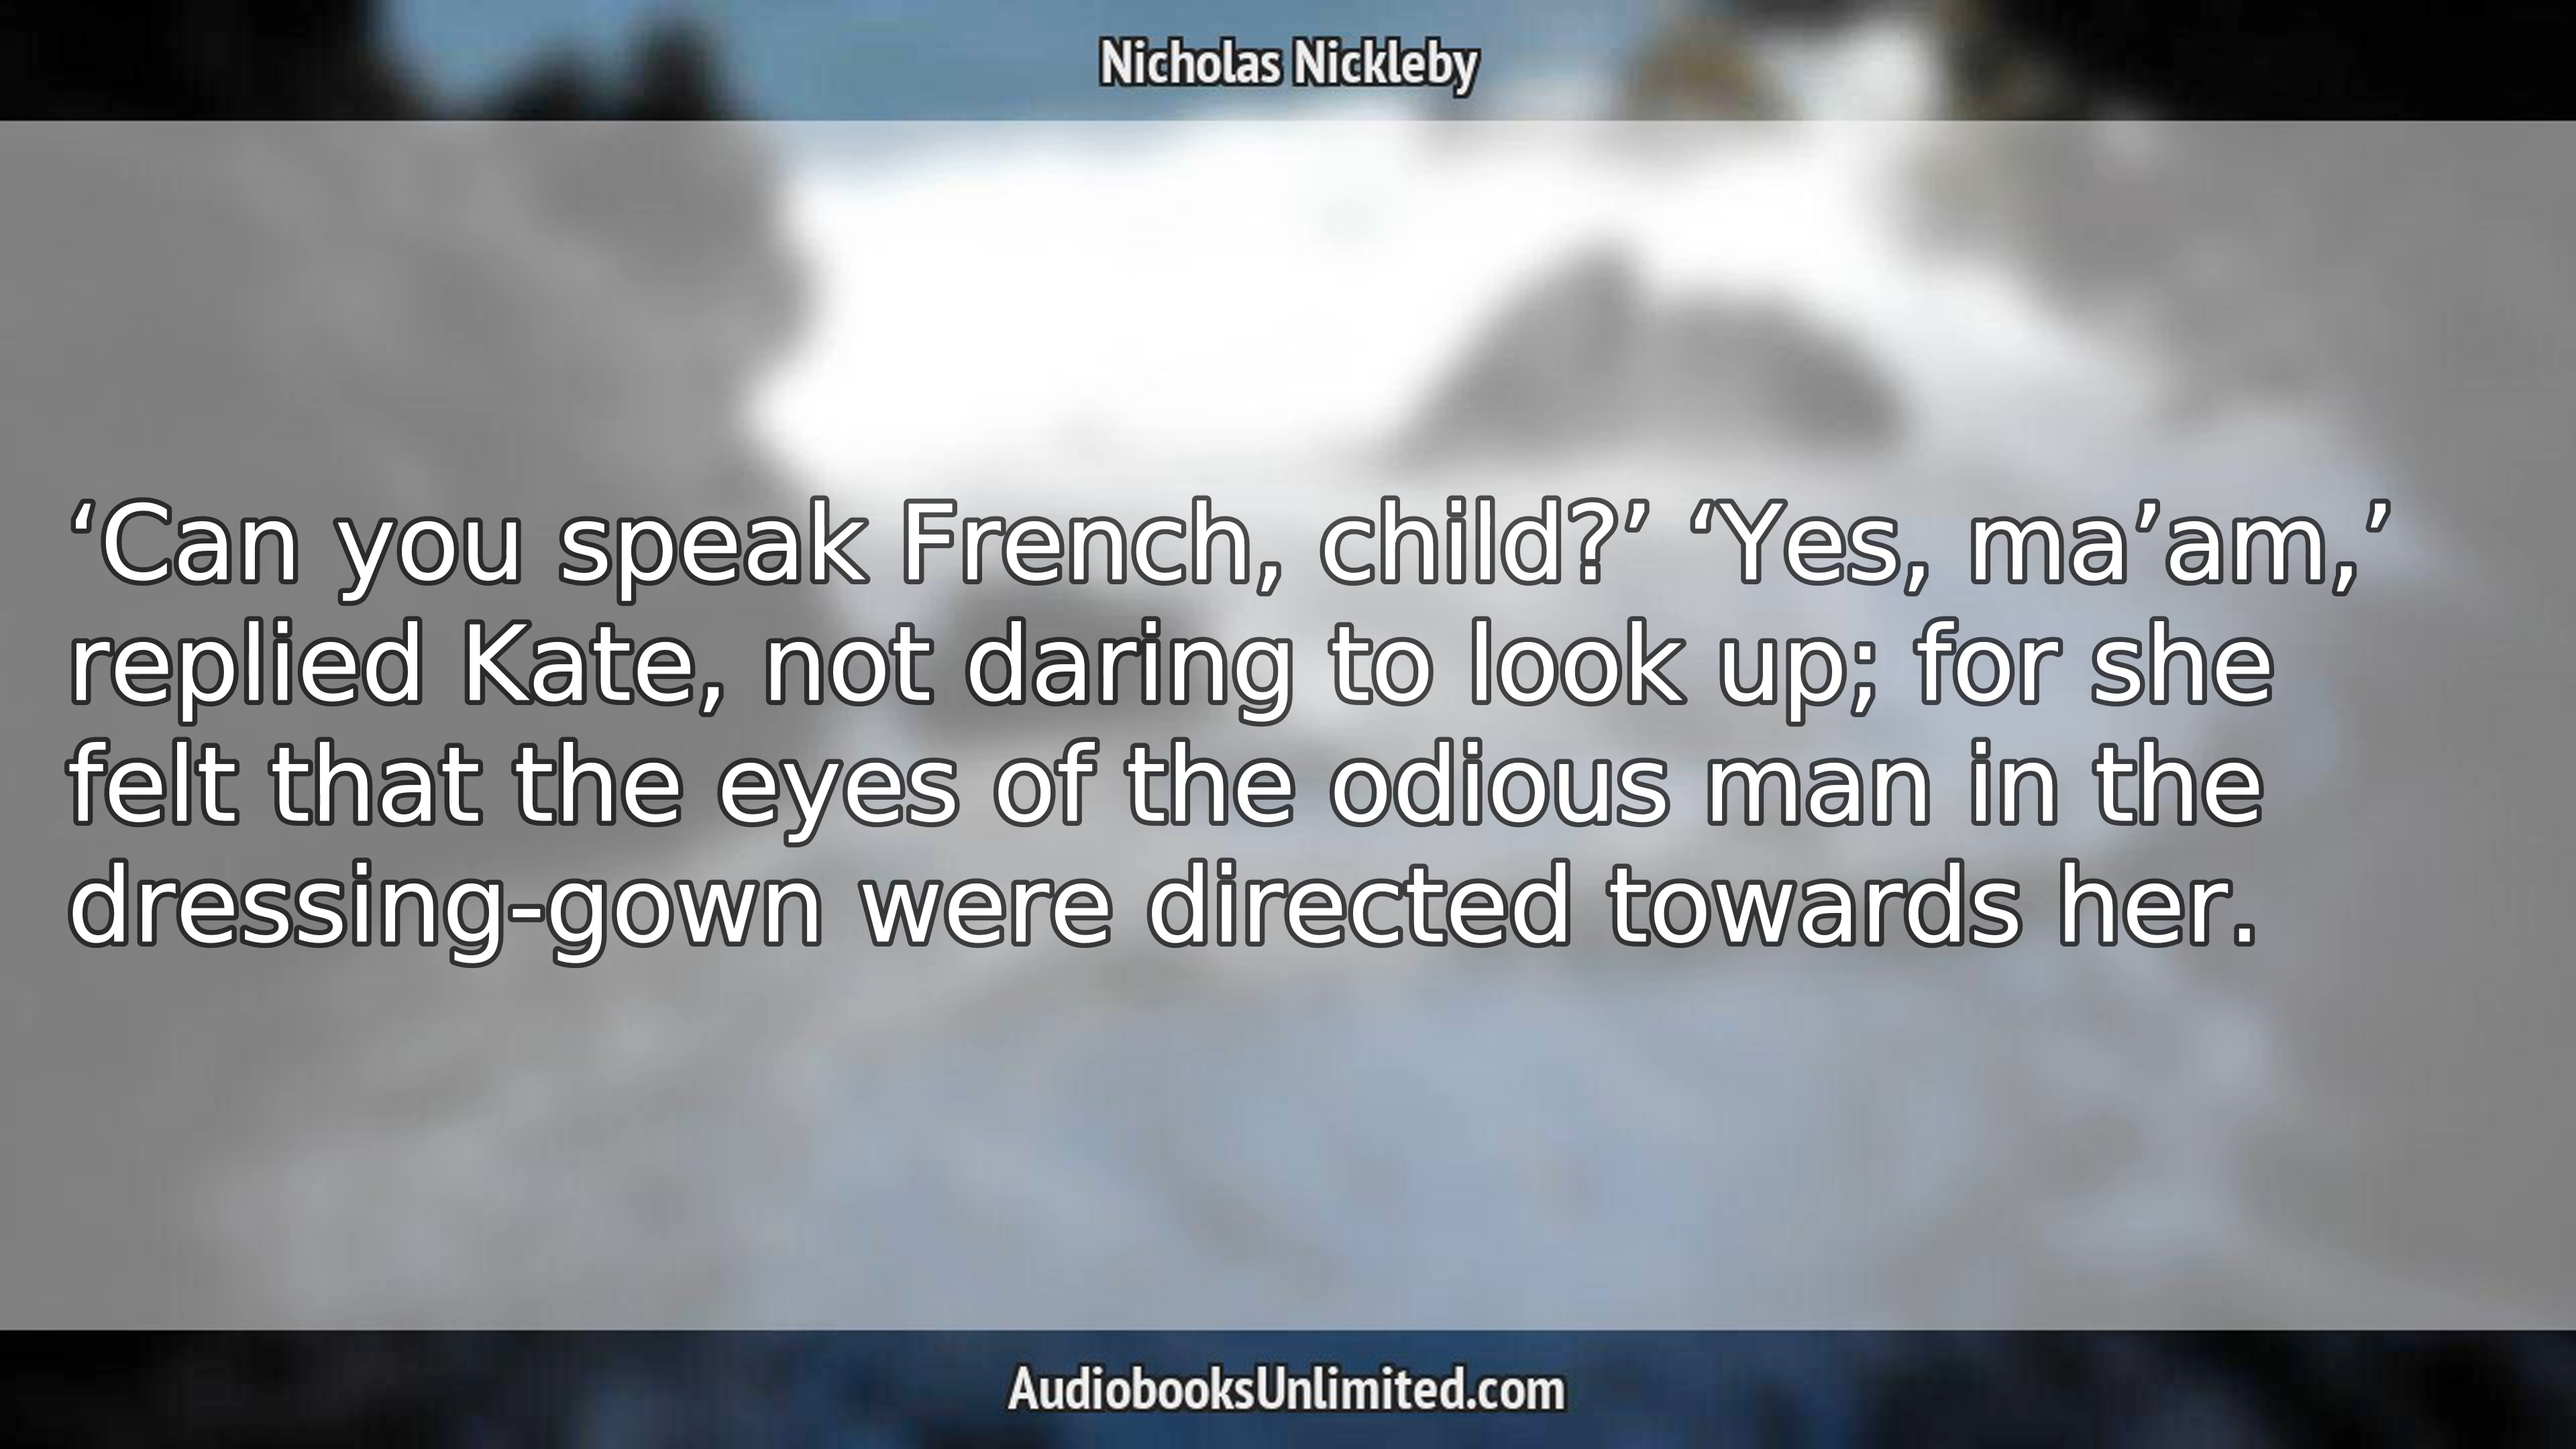 Nicholas Nickleby
‘Can you speak French, child?’ ‘Yes, ma’am,’
replied Kate, not daring to look up; for she
felt that the eyes of the odious man in the
dressing-gown were directed towards her.
AudiobooksUnlimited.com